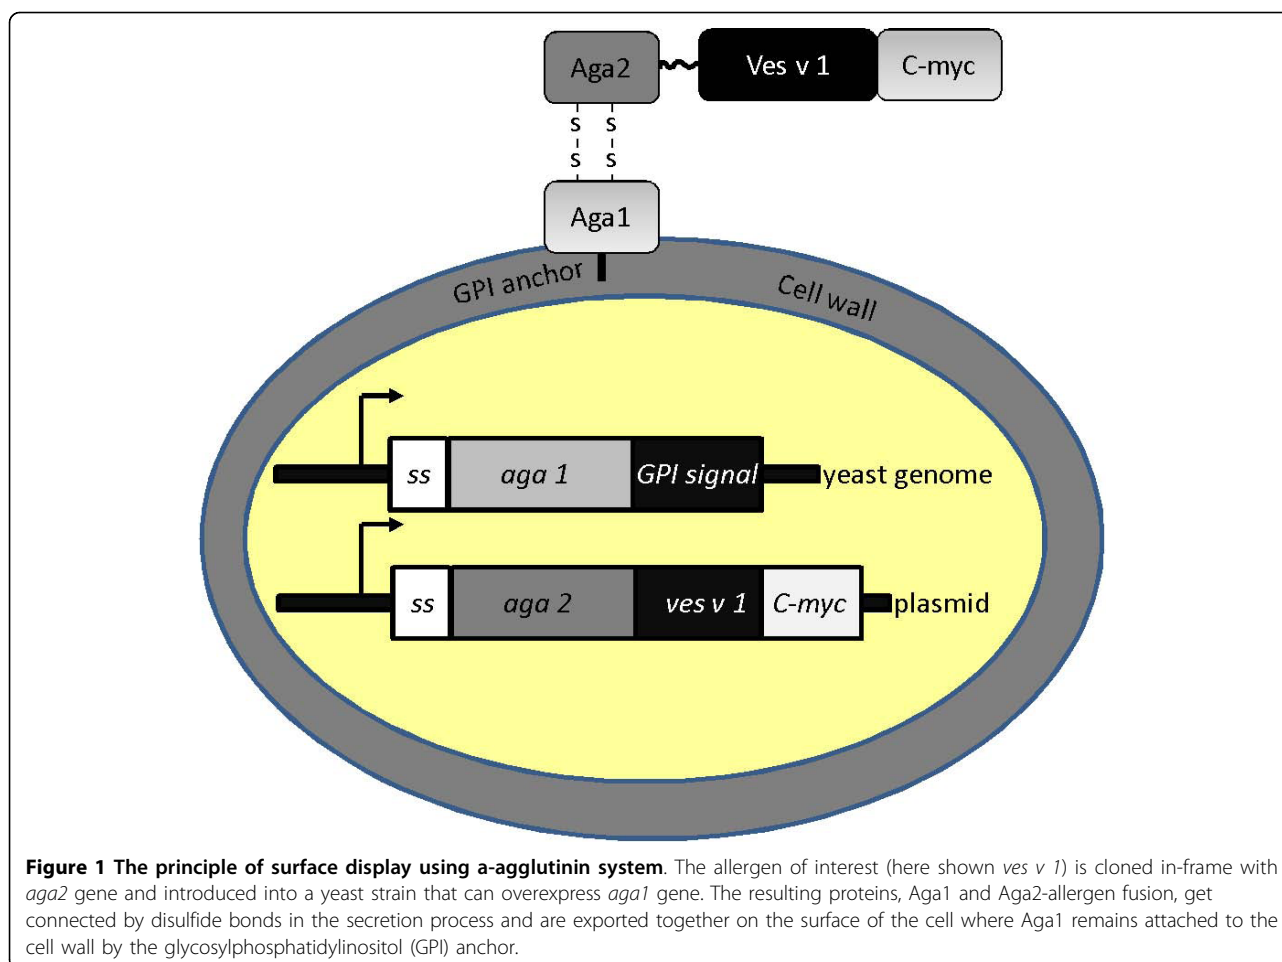 Aga2 Ves v 1 C-myc
s s
s s
Aga1
GPI anchor Cell wall
ss aga 1 GPI signal yeast genome
ss aga 2 ves v 1 C-myc plasmid
Figure 1 The principle of surface display using a-agglutinin system. The allergen of interest (here shown ves v 1) is cloned in-frame with
aga2 gene and introduced into a yeast strain that can overexpress aga1 gene. The resulting proteins, Aga1 and Aga2-allergen fusion, get
connected by disulfide bonds in the secretion process and are exported together on the surface of the cell where Aga1 remains attached to the
cell wall by the glycosylphosphatidylinositol (GPI) anchor.